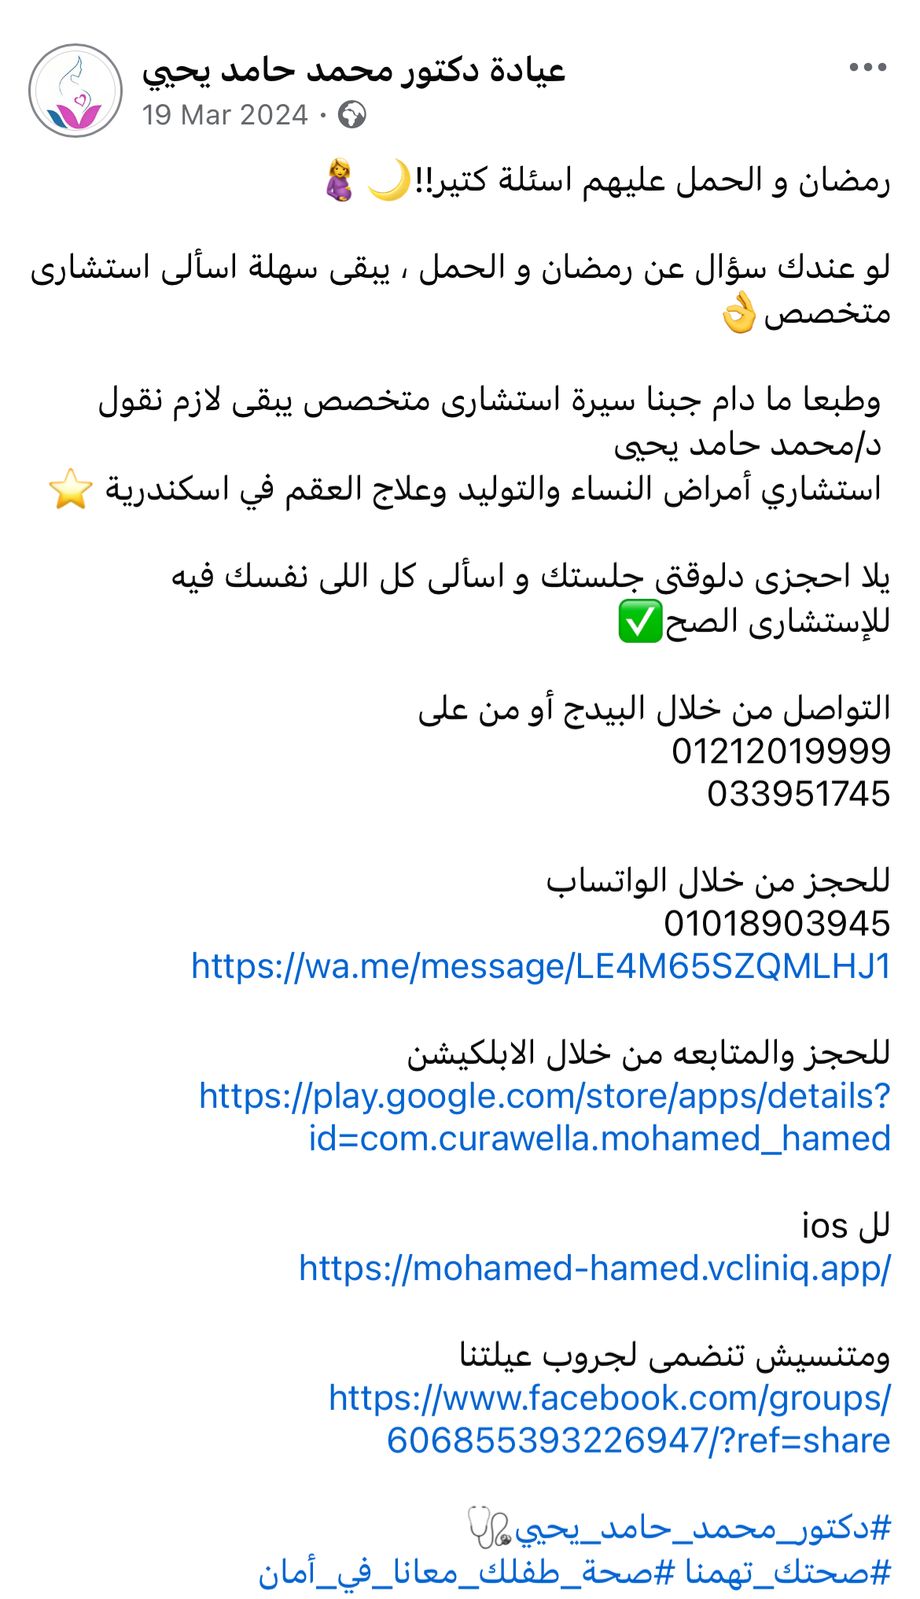 عيادة دكتور محمد حامد يحيي
19 Mar 2024 ·
رمضان و الحمل عليهم اسئلة كتير!!🌙🤰
لو عندك سؤال عن رمضان و الحمل ، يبقى سهلة اسألى استشارى
متخصص👌
وطبعا ما دام جبنا سيرة استشارى متخصص يبقى لازم نقول
د/محمد حامد يحيى
استشاري أمراض النساء والتوليد وعلاج العقم في اسكندرية ⭐
يلا احجزى دلوقتى جلستك و اسألى كل اللى نفسك فيه
للإستشارى الصح✅
التواصل من خلال البيدج أو من على
01212019999
033951745
للحجز من خلال الواتساب
01018903945
https://wa.me/message/LE4M65SZQMLHJ1
للحجز والمتابعه من خلال الابلكيشن
https://play.google.com/store/apps/details?
id=com.curawella.mohamed_hamed
لل ios
https://mohamed-hamed.vcliniq.app/
ومتنسيش تنضمى لجروب عيلتنا
https://www.facebook.com/groups/
606855393226947/?ref=share
#دكتور_محمد_حامد_يحيي🩺
#صحتك_تهمنا #صحة_طفلك_معانا_في_أمان